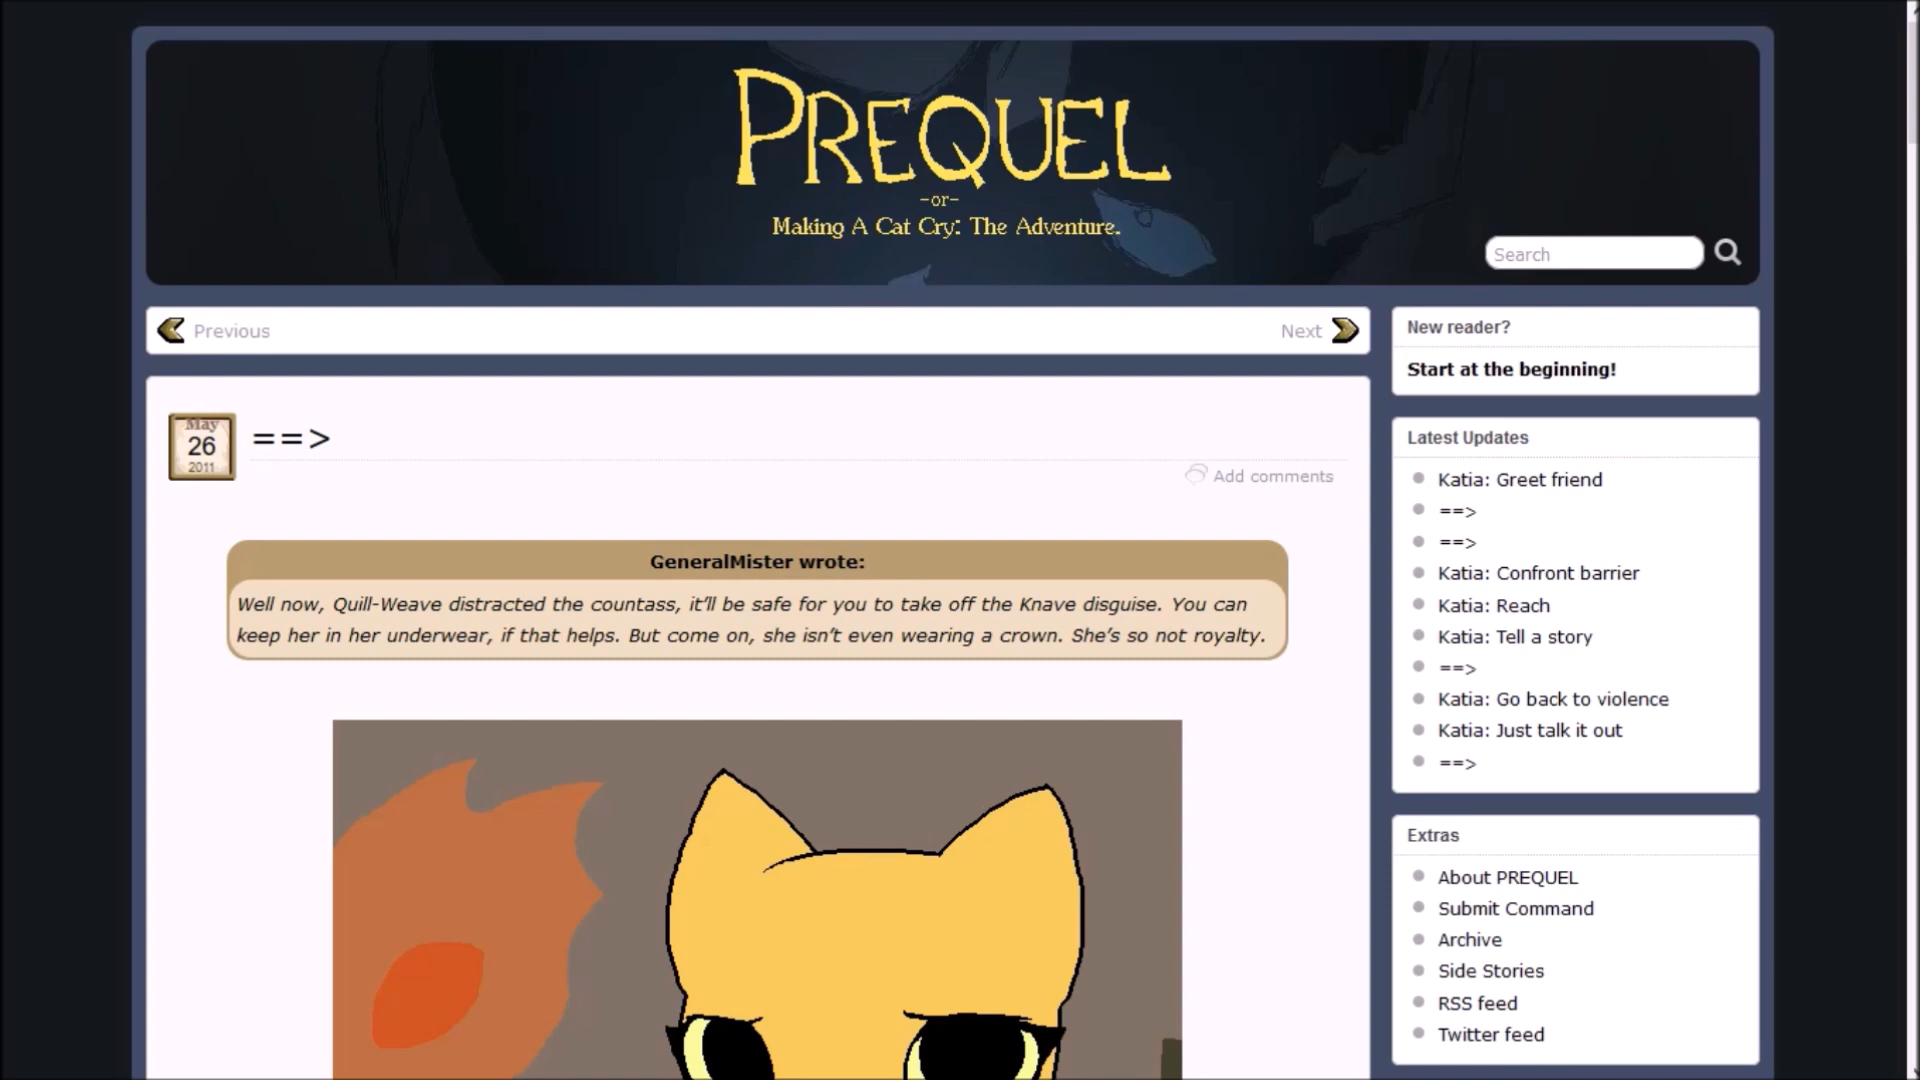 PREQUEL
-or-
Making A Cat Cry: The Adventure.
Search
Previous
Next
May
26
2011
==>
Add comments
GeneralMister wrote:
Well now, Quill-Weave distracted the countass, it’ll be safe for you to take off the Knave disguise. You can
keep her in her underwear, if that helps. But come on, she isn’t even wearing a crown. She’s so not royalty.
New reader?
Start at the beginning!
Latest Updates
Katia: Greet friend
==>
==>
Katia: Confront barrier
Katia: Reach
Katia: Tell a story
==>
Katia: Go back to violence
Katia: Just talk it out
==>
Extras
About PREQUEL
Submit Command
Archive
Side Stories
RSS feed
Twitter feed